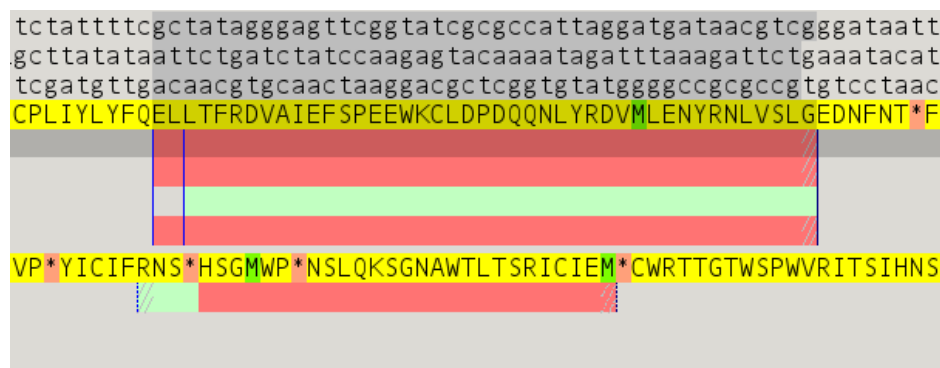 tctattttcgctatagggagttcggtatcgcgccattaggatgataacgtcgggataatt
gcttatataattctgatctatccaagagtacaaaatagatttaaagattctgaaatacat
tcgatgttgacaacgtgcaactaaggacgctcggtgtatggggccgcgccgtgtcctaac
CPLIYLYFQELLTFRDVAIEFSPEEWKCLDPDQQNLYRDVMLENYRNLVSLGEDNFNT*F
VP*YICIFRNS*HSGMWP*NSLQKSGNAWTLTSRICIEM*CWRTTGTWSPWVRITSIHNS